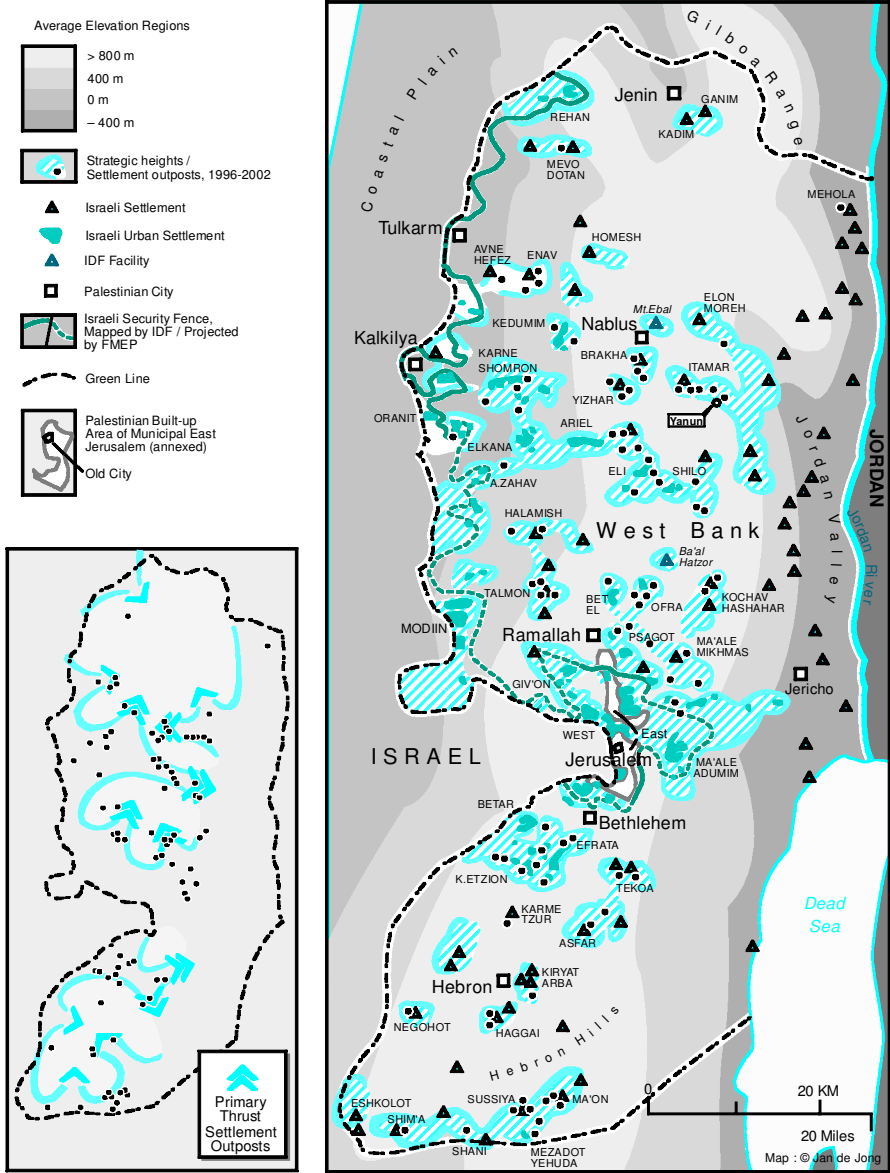 Average Elevation Regions
> 800 m
400 m
0 m
– 400 m
Strategic heights /
Settlement outposts, 1996-2002
Israeli Settlement
Israeli Urban Settlement
IDF Facility
Palestinian City
Israeli Security Fence,
Mapped by IDF / Projected
by FMEP
Green Line
Palestinian Built-up
Area of Municipal East
Jerusalem (annexed)
Old City
Primary
Thrust
Settlement
Outposts
Coastal Plain
Gilboa Range
Jenin
GANIM
KADIM
REHAN
MEVO
DOTAN
MEHOLA
Tulkarm
AVNE
HEFEZ
ENAV
HOMESH
KEDUMIM
Mt.Ebal
Nablus
ELON
MOREH
Kalkilya
KARNE
SHOMRON
BRAKHA
ITAMAR
YIZHAR
Yanun
ORANIT
ELKANA
ARIEL
A.ZAHAV
ELI
SHILO
Jordan Valley
JORDAN
Jordan River
HALAMISH
West Bank
Ba'al
Hatzor
TALMON
BET
EL
OFRA
KOCHAV
HASHAHAR
MODIIN
Ramallah
PSAGOT
MA'ALE
MIKHMAS
GIV'ON
Jericho
WEST
East
ISRAEL
Jerusalem
MA'ALE
ADUMIM
BETAR
Bethlehem
EFRATA
K.ETZION
TEKOA
KARME
TZUR
ASFAR
Dead
Sea
Hebron
KIRYAT
ARBA
NEGOHOT
HAGGAI
Hebron Hills
ESHKOLOT
SHIM'A
SUSSIYA
MA'ON
SHANI
MEZADOT
YEHUDA
0
20 KM
20 Miles
Map : © Jan de Jong